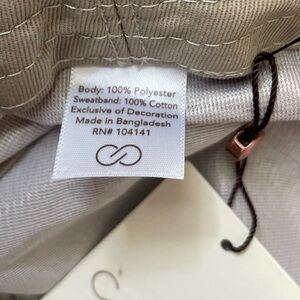 Body: 100% Polyester
Sweatband: 100% Cotton
Exclusive of Decoration
Made in Bangladesh
RN# 104141